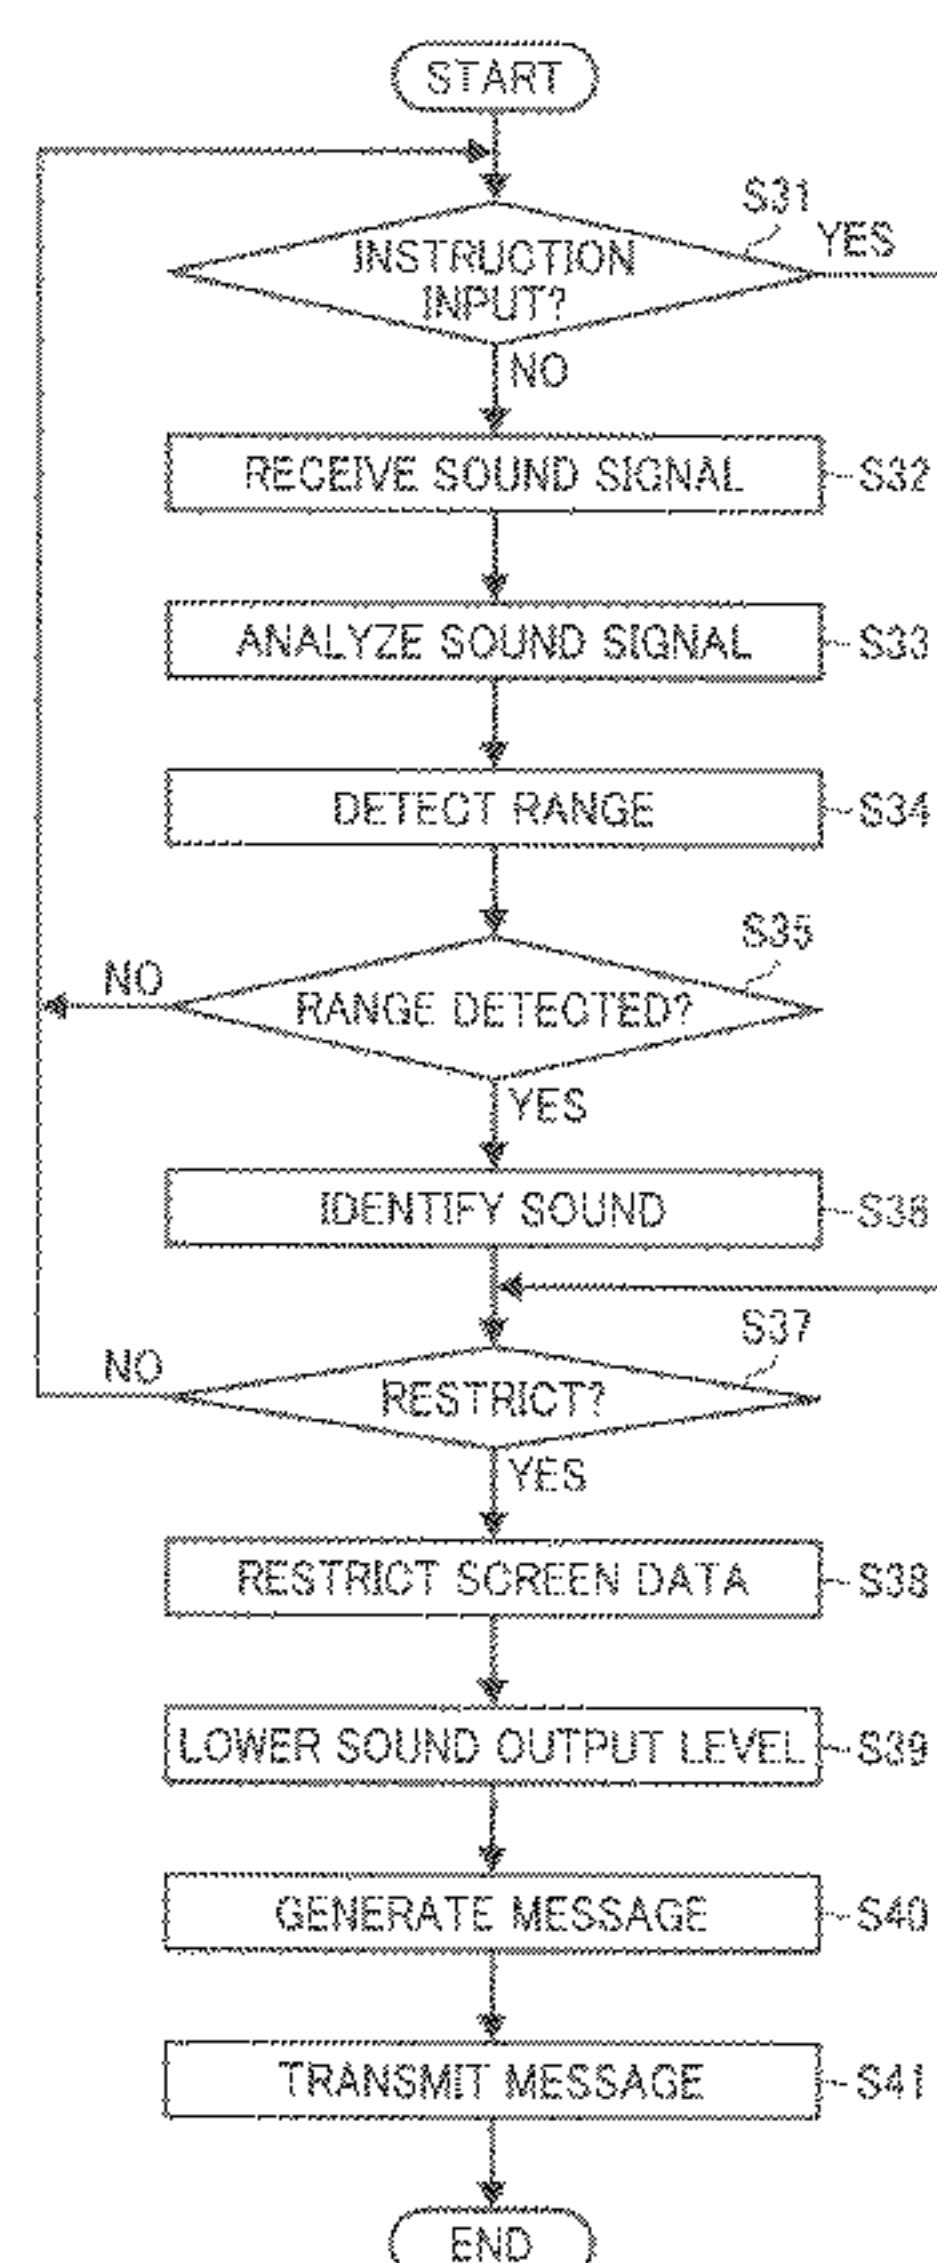 START
S31
YES
INSTRUCTION
INPUT?
NO
RECEIVE SOUND SIGNAL
S32
ANALYZE SOUND SIGNAL
S33
DETECT RANGE
S34
S35
NO
RANGE DETECTED?
YES
IDENTIFY SOUND
S36
S37
NO
RESTRICT?
YES
RESTRICT SCREEN DATA
S38
LOWER SOUND OUTPUT LEVEL
S39
GENERATE MESSAGE
S40
TRANSMIT MESSAGE
S41
END